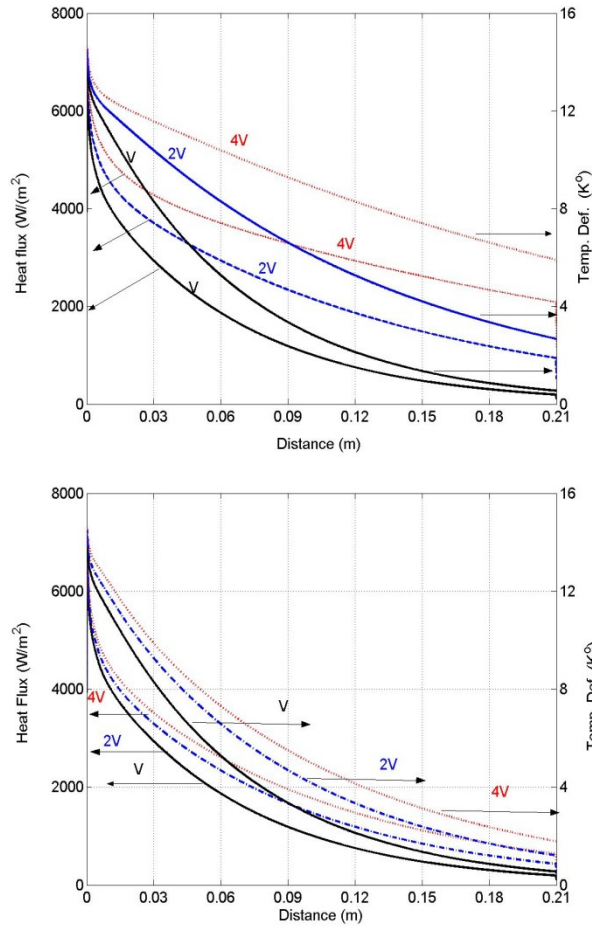 8000
6000
4000
2000
0
16
12
8
4
0
0 0.03 0.06 0.09 0.12 0.15 0.18 0.21
Heat flux (W/(m²)
Temp. Def. (K°)
Distance (m)
4V
2V
V
4V
2V
V
8000
6000
4000
2000
0
16
12
8
4
0
0 0.03 0.06 0.09 0.12 0.15 0.18 0.21
Heat Flux (W/m²)
Temp. Def. (K°)
Distance (m)
4V
2V
V
V
2V
4V